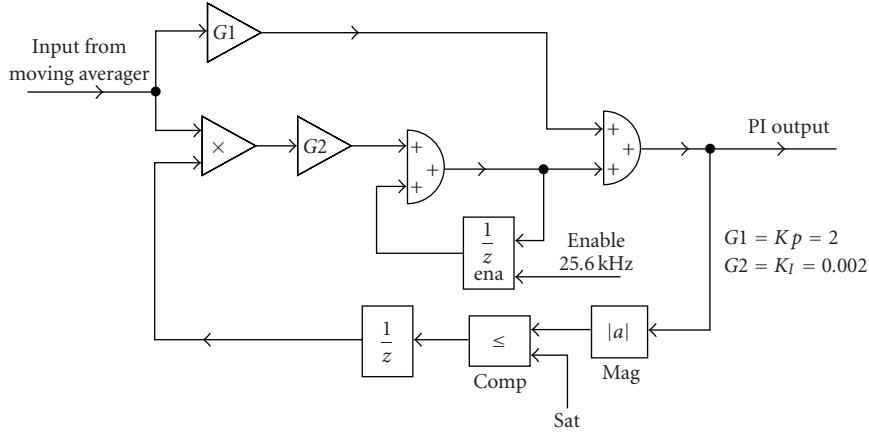 G1
Input from
moving averager
×
G2
+
+
+
+
+
+
PI output
1
z
ena
Enable
25.6 kHz
G1 = Kp = 2
G2 = K_I = 0.002
1
z
≤
Comp
|a|
Mag
Sat